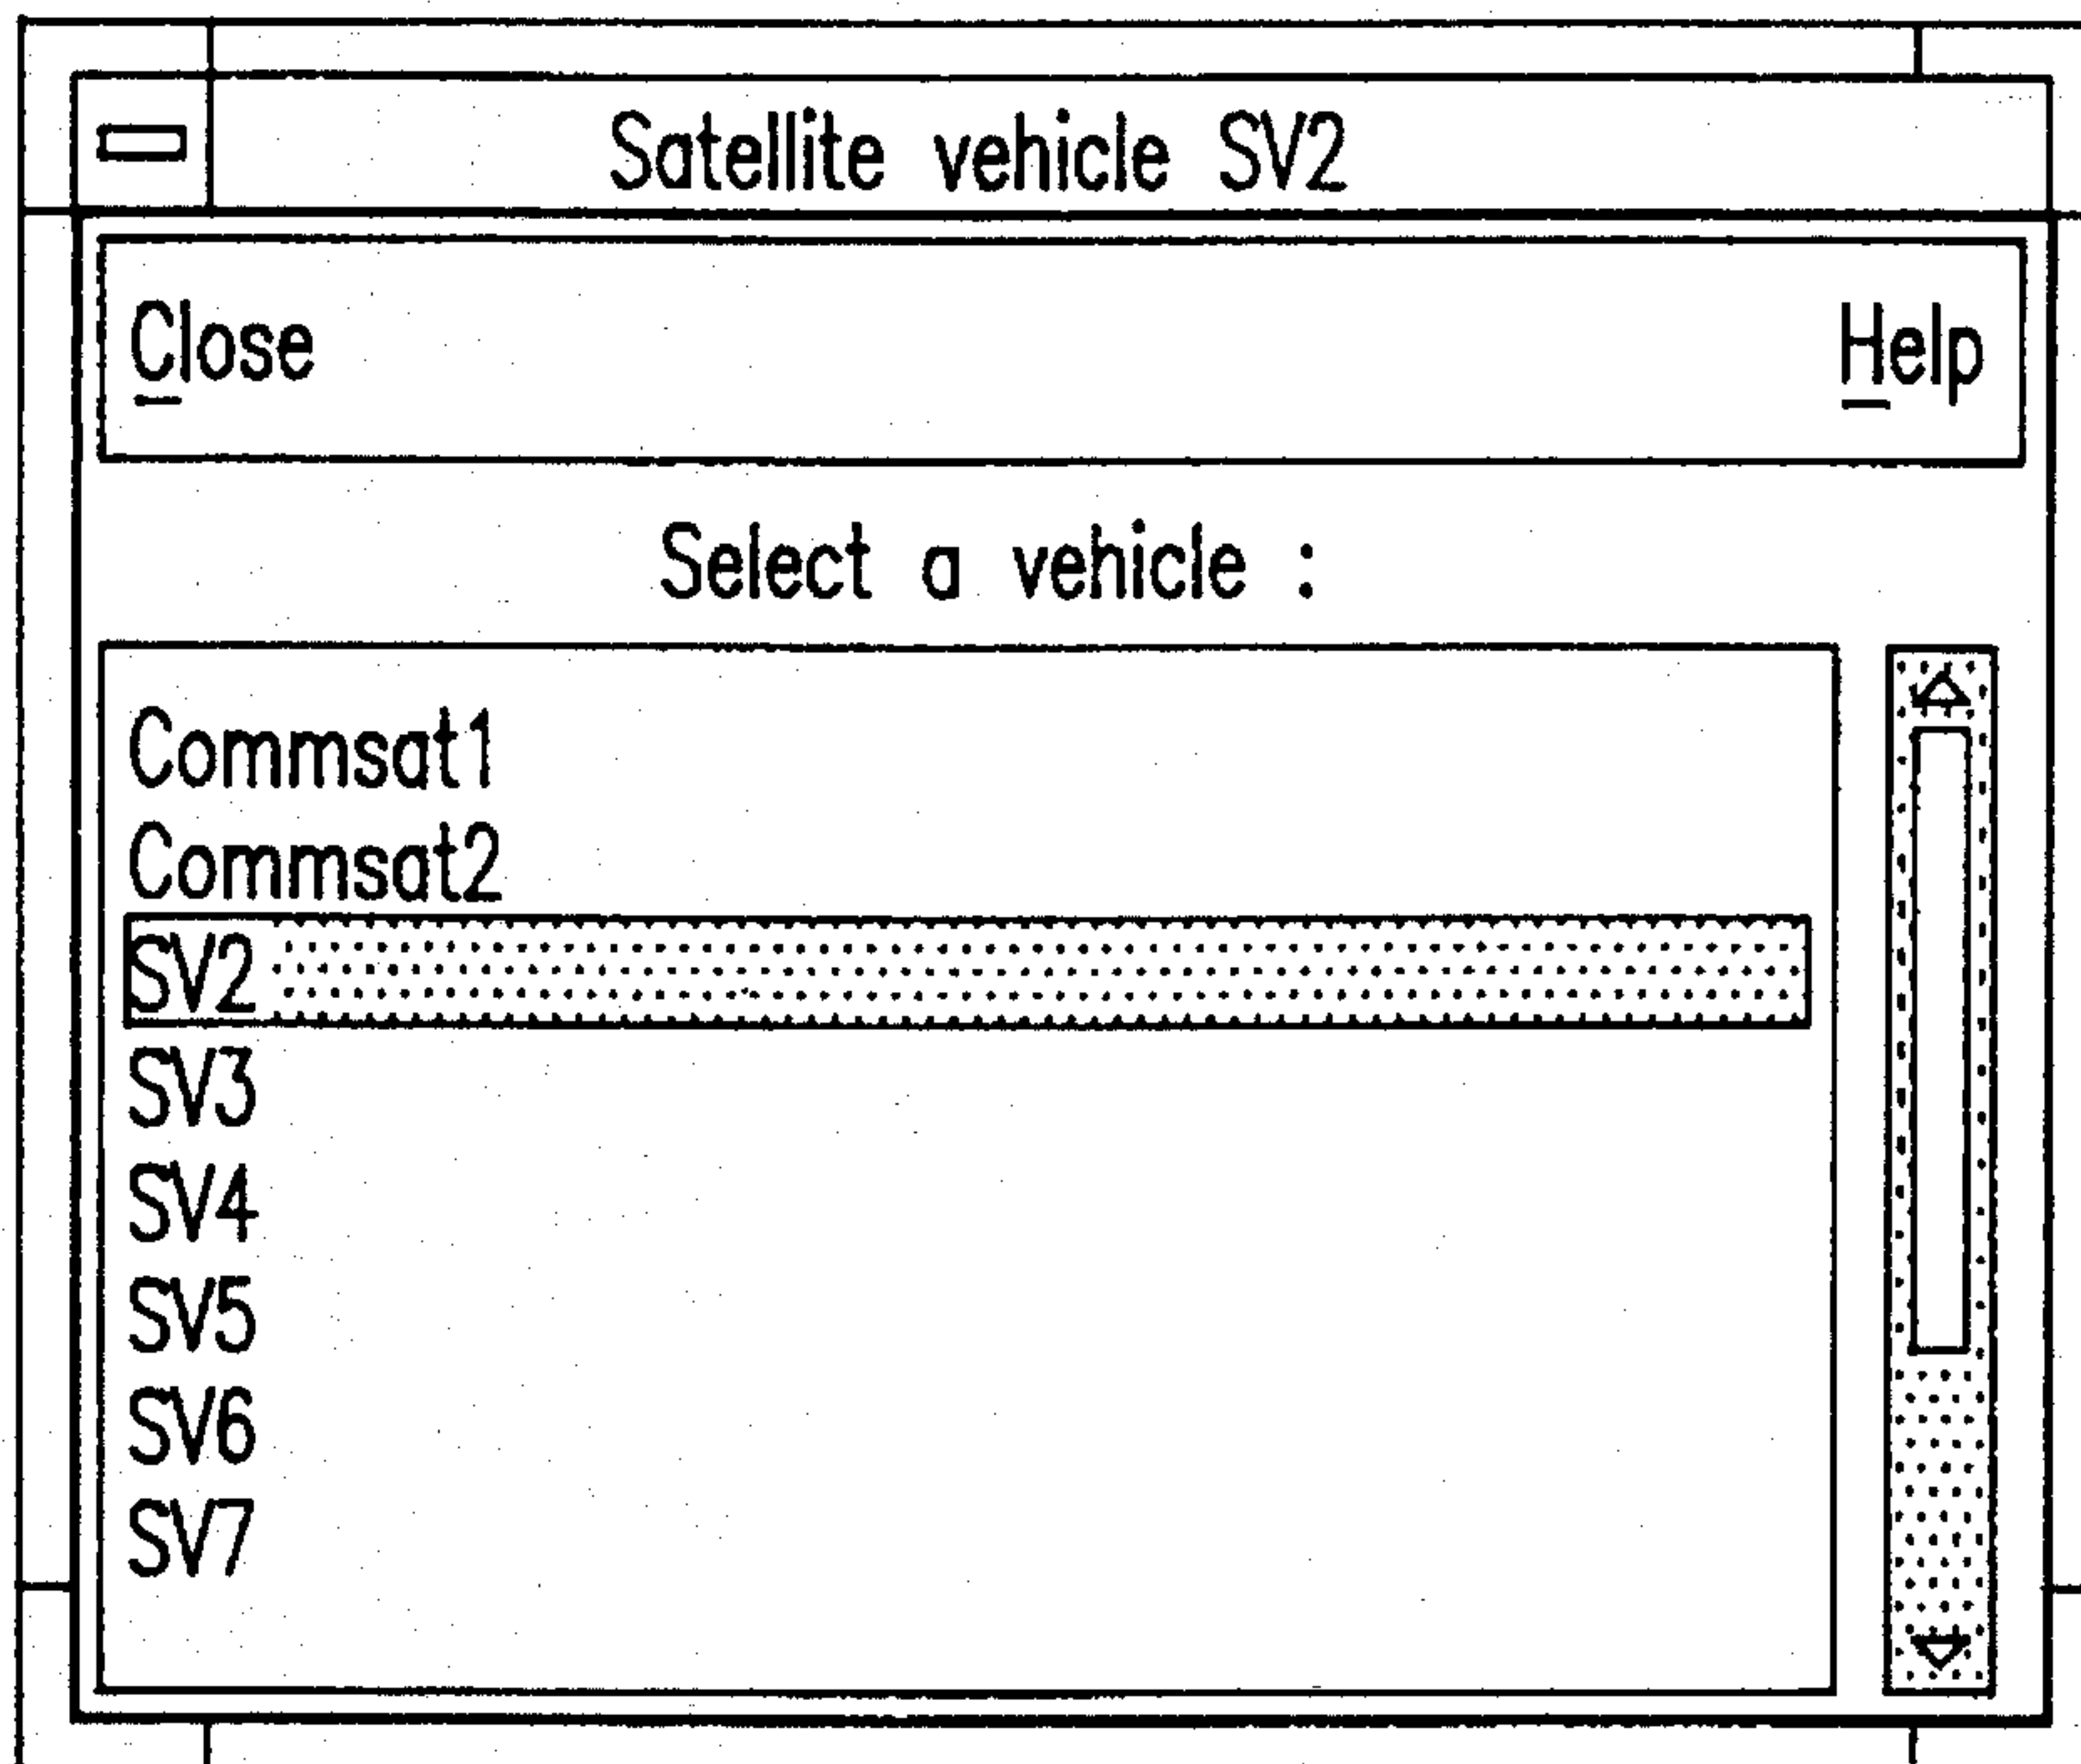 Satellite vehicle SV2
Close Help
Select a vehicle :
Commsat1
Commsat2
SV2
SV3
SV4
SV5
SV6
SV7